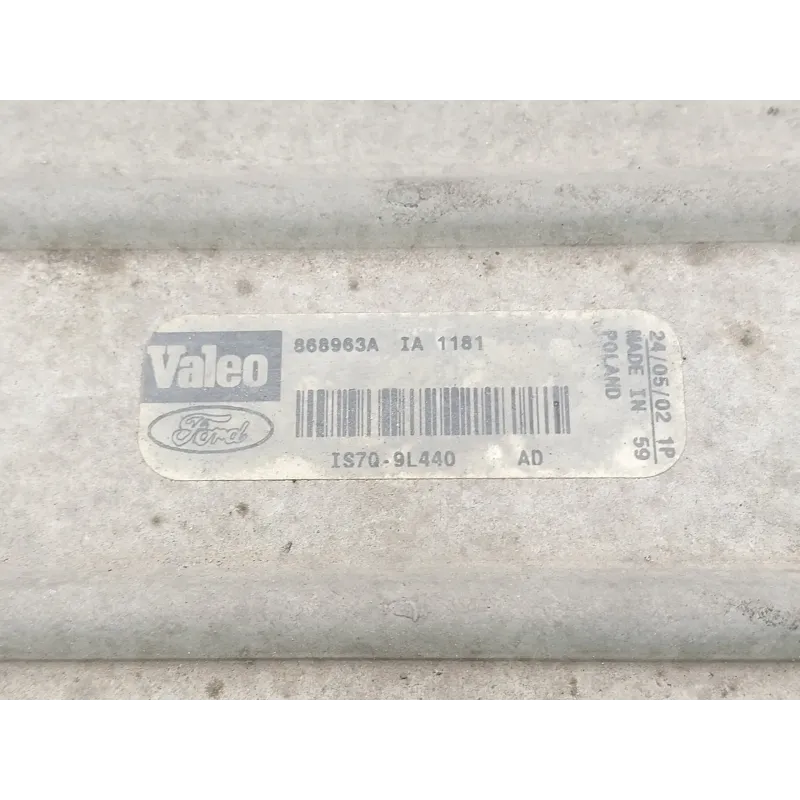 Valeo
868963A IA 1181
Ford
IS7Q-9L440 AD
24/05/02 1P
MADE IN 59
POLAND